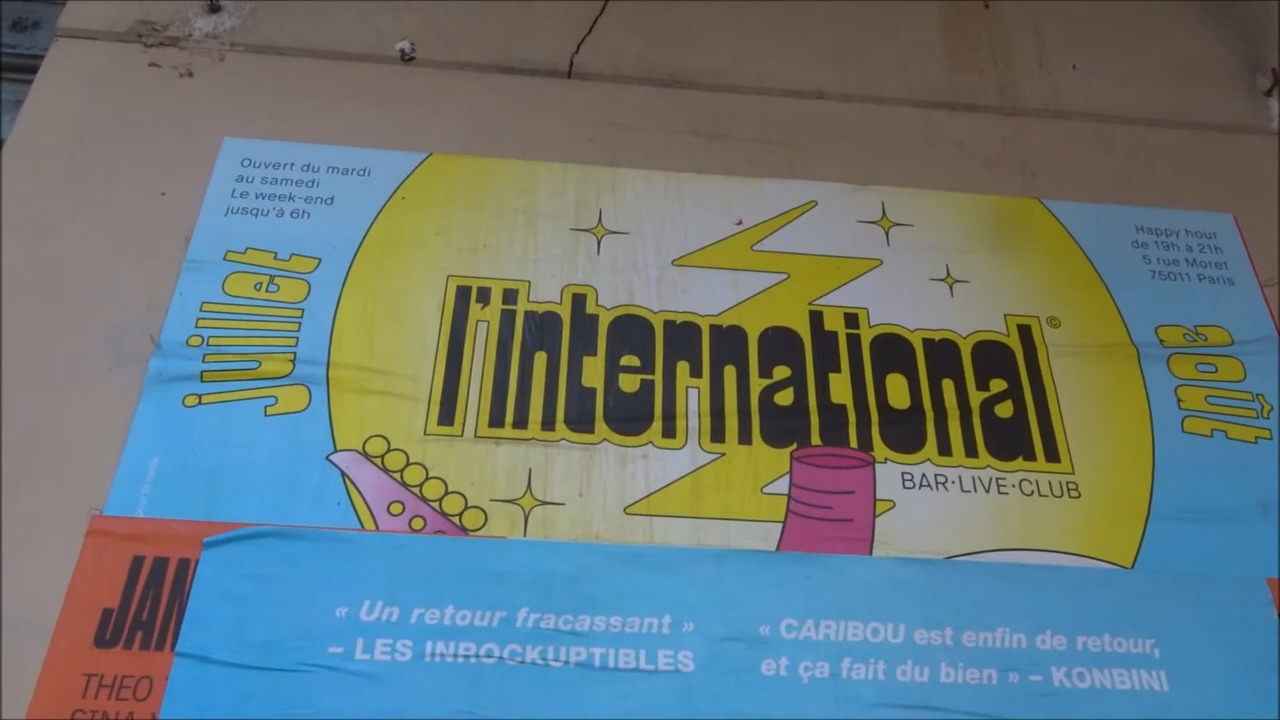 Ouvert du mardi
au samedi
Le week-end
jusqu'à 6h
juillet
l'international
©
BAR·LIVE·CLUB
Happy hour
de 19h à 21h
5 rue Moret
75011 Paris
août
JAN
THEO
« Un retour fracassant »
– LES INROCKUPTIBLES
« CARIBOU est enfin de retour,
et ça fait du bien » – KONBINI